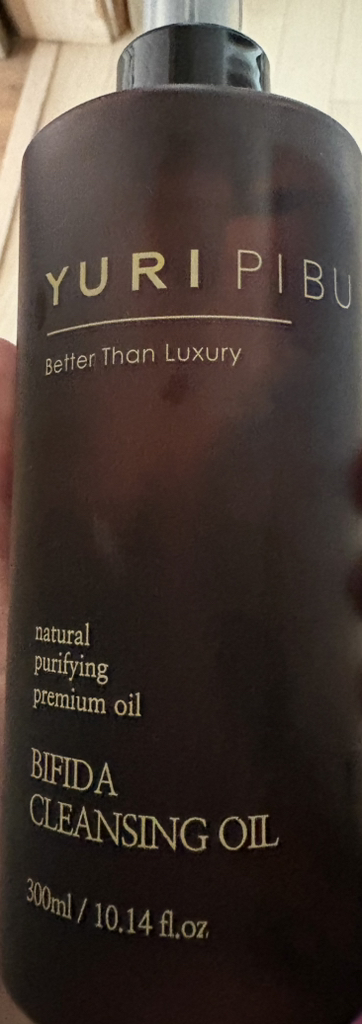 YURI PIBU
Better Than Luxury
natural
purifying
premium oil
BIFIDA
CLEANSING OIL
300ml / 10.14 fl.oz.